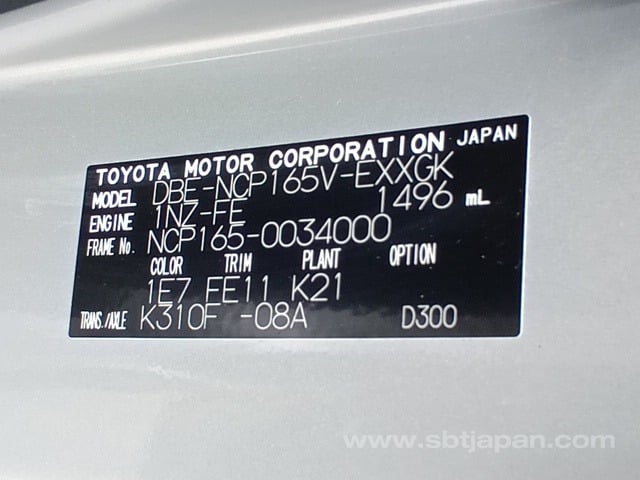 TOYOTA MOTOR CORPORATION JAPAN
MODEL DBE-NCP165V-EXXGK
ENGINE 1NZ-FE 1496 mL
FRAME No. NCP165-0034000
COLOR TRIM PLANT OPTION
1E7 FE11 K21
TRANS./AXLE K310F -08A D300
www.sbtjapan.com